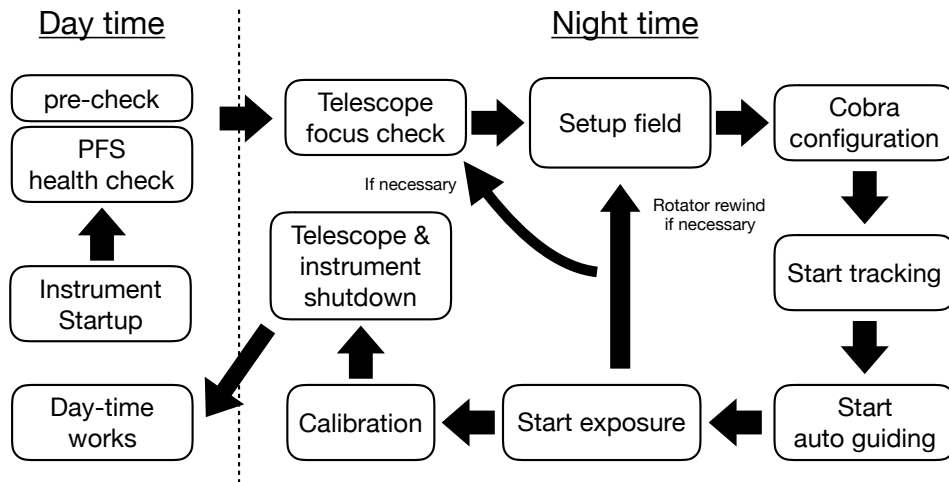 Day time
Night time
pre-check
PFS
health check
Instrument
Startup
Day-time
works
Telescope
focus check
Setup field
Cobra
configuration
If necessary
Rotator rewind
if necessary
Telescope &
instrument
shutdown
Start tracking
Calibration
Start exposure
Start
auto guiding